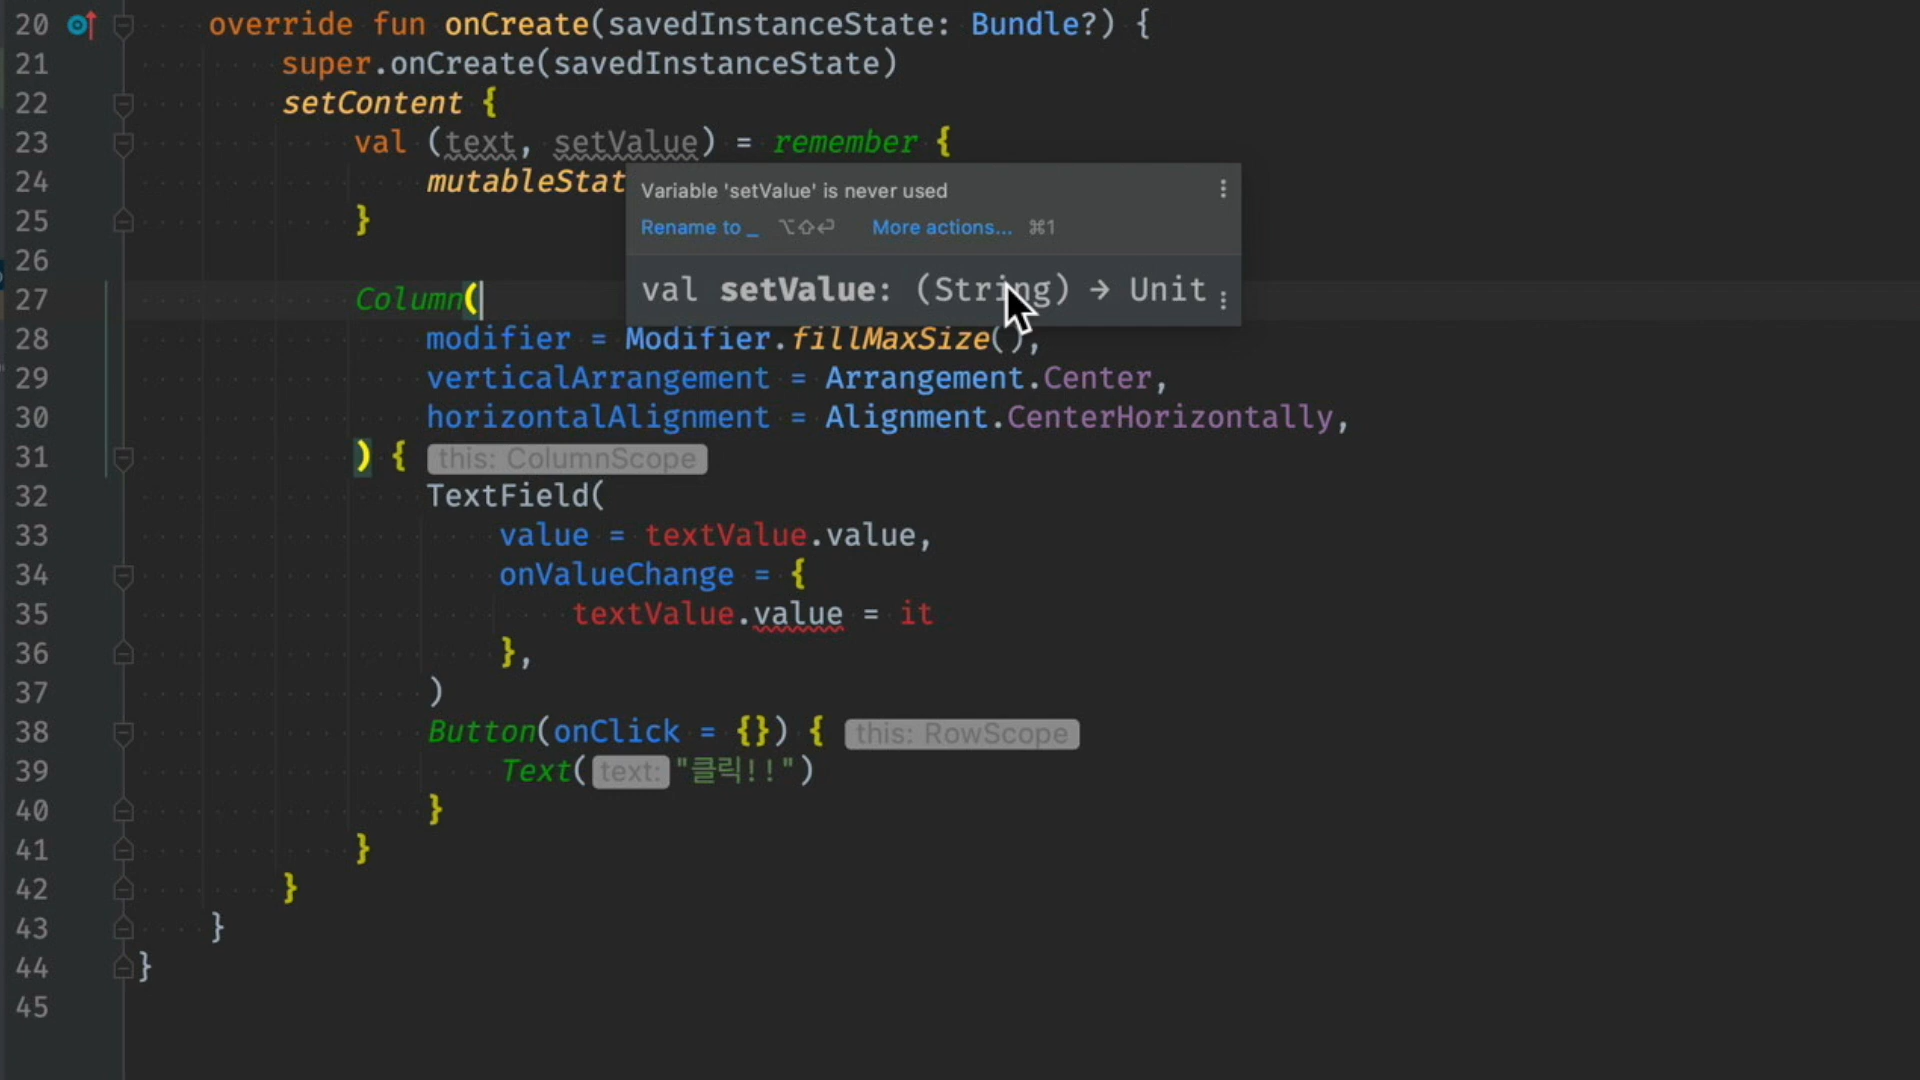 20 override fun onCreate(savedInstanceState: Bundle?) {
21 super.onCreate(savedInstanceState)
22 setContent {
23 val (text, setValue) = remember {
24 mutableStat
Variable 'setValue' is never used
25 }
Rename to _ ⌥⇧⏎ More actions... ⌘1
26
val setValue: (String) → Unit
27 Column(
28 modifier = Modifier.fillMaxSize(),
29 verticalArrangement = Arrangement.Center,
30 horizontalAlignment = Alignment.CenterHorizontally,
31 ) { this: ColumnScope
32 TextField(
33 value = textValue.value,
34 onValueChange = {
35 textValue.value = it
36 },
37 )
38 Button(onClick = {}) { this: RowScope
39 Text( text: "클릭!!")
40 }
41 }
42 }
43 }
44 }
45